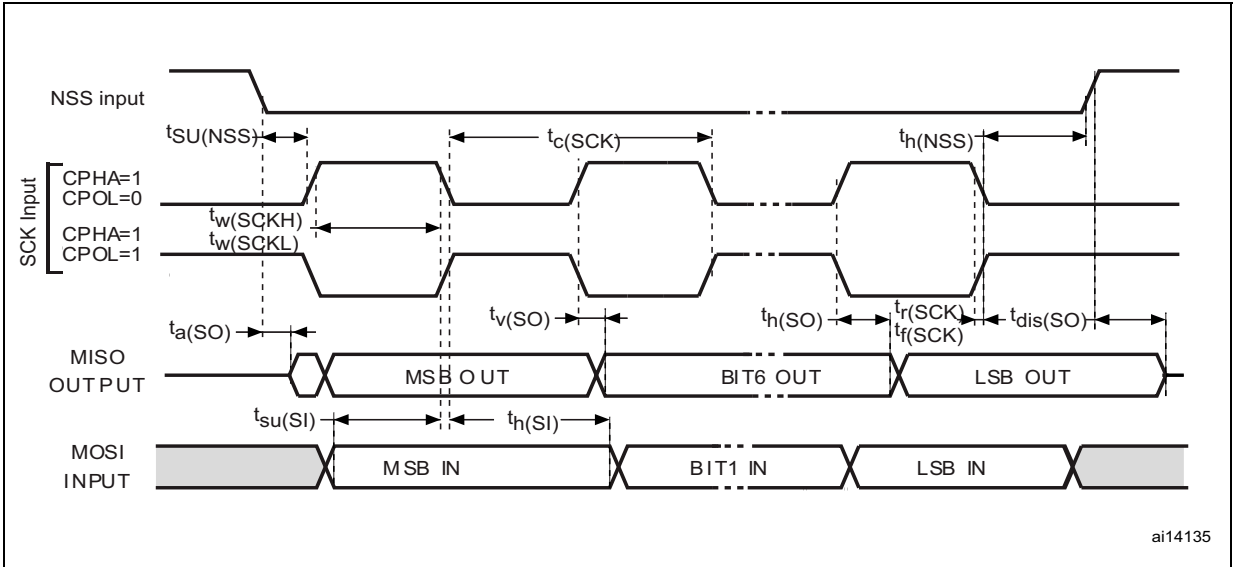 NSS input
tSU(NSS)
tc(SCK)
th(NSS)
SCK Input
CPHA=1
CPOL=0
tw(SCKH)
tw(SCKL)
CPHA=1
CPOL=1
ta(SO)
tv(SO)
th(SO)
tr(SCK)
tf(SCK)
tdis(SO)
MISO
OUTPUT
MSB OUT
BIT6 OUT
LSB OUT
tsu(SI)
th(SI)
MOSI
INPUT
MSB IN
BIT1 IN
LSB IN
ai14135